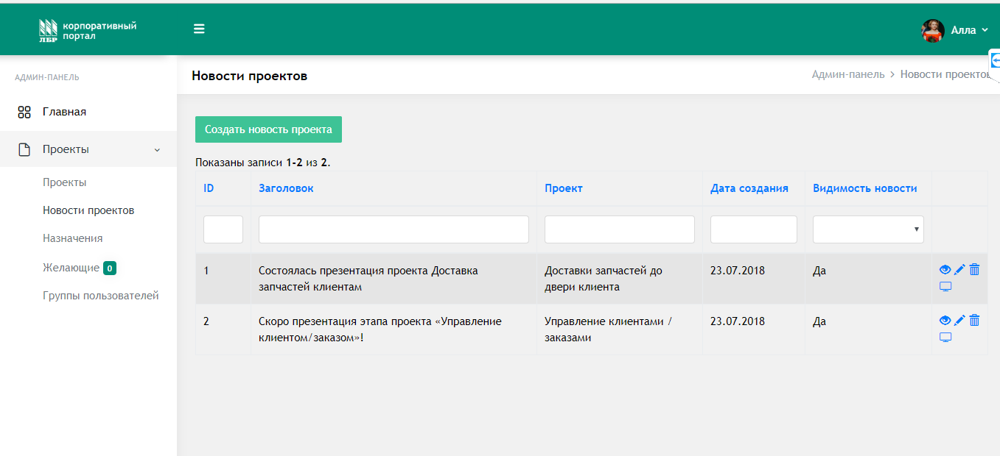 корпоративный
портал
ЛБР
Алла
АДМИН-ПАНЕЛЬ
Главная
Проекты
Проекты
Новости проектов
Назначения
Желающие 0
Группы пользователей
Новости проектов
Админ-панель > Новости проектов
Создать новость проекта
Показаны записи 1-2 из 2.
ID Заголовок Проект Дата создания Видимость новости
1 Состоялась презентация проекта Доставка Доставки запчастей до 23.07.2018 Да
запчастей клиентам двери клиента
2 Скоро презентация этапа проекта «Управление Управление клиентами / 23.07.2018 Да
клиентом/заказом»! заказами